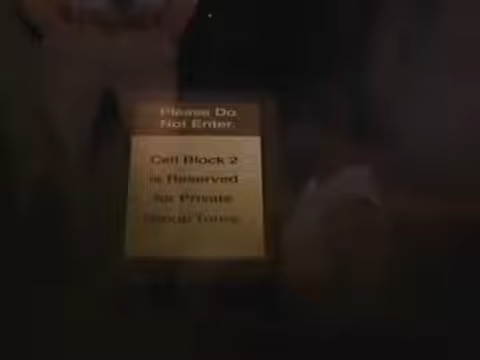 Please Do
Not Enter.
Cell Block 2
is Reserved
for Private
Group Tours.